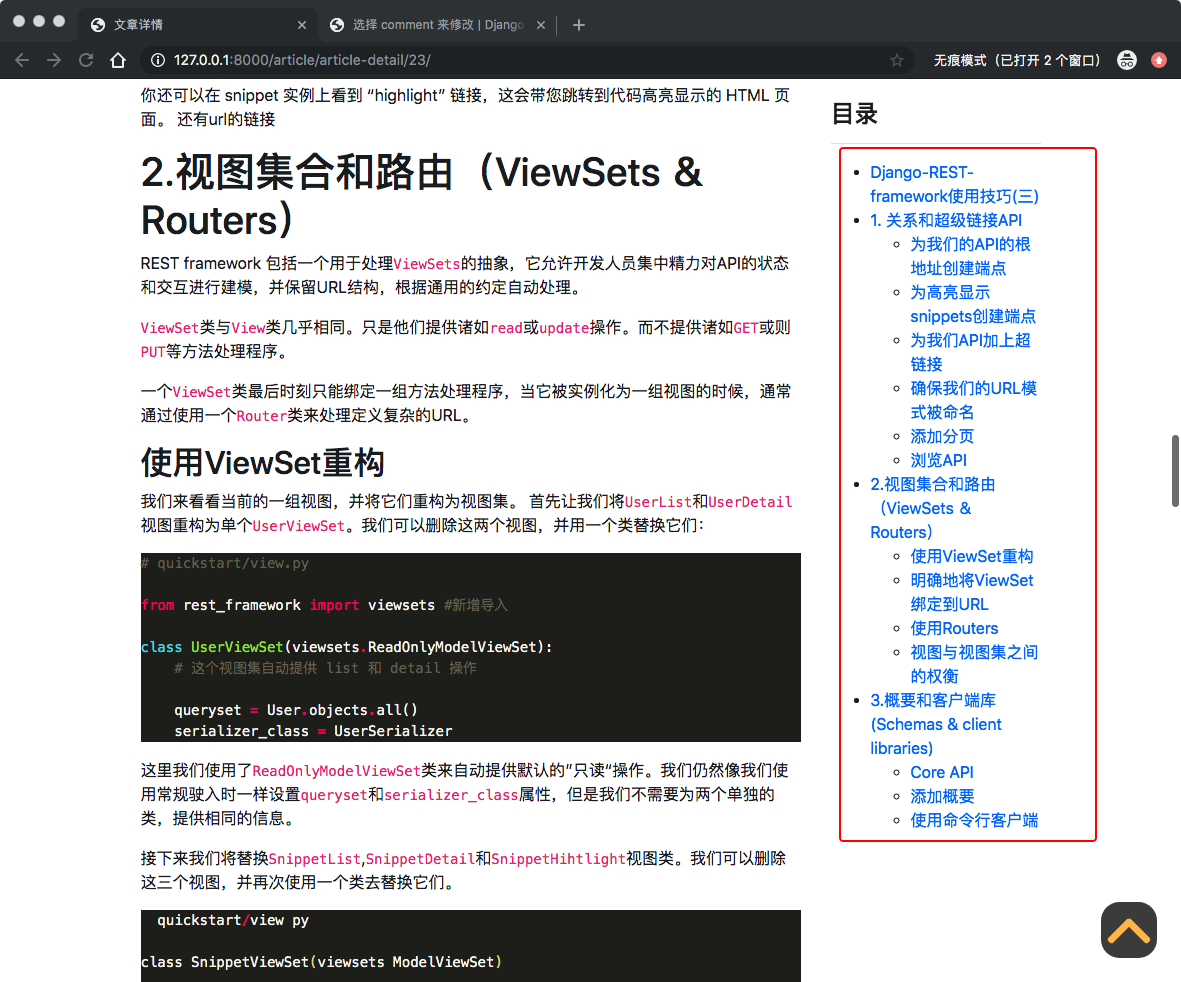 文章详情
选择 comment 来修改 | Django
127.0.0.1:8000/article/article-detail/23/
无痕模式（已打开 2 个窗口）
你还可以在 snippet 实例上看到 “highlight” 链接，这会带您跳转到代码高亮显示的 HTML 页
面。 还有url的链接
2.视图集合和路由（ViewSets &
Routers）
REST framework 包括一个用于处理ViewSets的抽象，它允许开发人员集中精力对API的状态
和交互进行建模，并保留URL结构，根据通用的约定自动处理。
ViewSet类与View类几乎相同。只是他们提供诸如read或update操作。而不提供诸如GET或则
PUT等方法处理程序。
一个ViewSet类最后时刻只能绑定一组方法处理程序，当它被实例化为一组视图的时候，通常
通过使用一个Router类来处理定义复杂的URL。
使用ViewSet重构
我们来看看当前的一组视图，并将它们重构为视图集。 首先让我们将UserList和UserDetail
视图重构为单个UserViewSet。我们可以删除这两个视图，并用一个类替换它们：
# quickstart/view.py
from rest_framework import viewsets #新增导入
class UserViewSet(viewsets.ReadOnlyModelViewSet):
# 这个视图集自动提供 list 和 detail 操作
queryset = User.objects.all()
serializer_class = UserSerializer
这里我们使用了ReadOnlyModelViewSet类来自动提供默认的”只读“操作。我们仍然像我们使
用常规驶入时一样设置queryset和serializer_class属性，但是我们不需要为两个单独的
类，提供相同的信息。
接下来我们将替换SnippetList,SnippetDetail和SnippetHihtlight视图类。我们可以删除
这三个视图，并再次使用一个类去替换它们。
quickstart/view py
class SnippetViewSet(viewsets ModelViewSet)
目录
Django-REST-
framework使用技巧(三)
1. 关系和超级链接API
为我们的API的根
地址创建端点
为高亮显示
snippets创建端点
为我们API加上超
链接
确保我们的URL模
式被命名
添加分页
浏览API
2.视图集合和路由
（ViewSets &
Routers）
使用ViewSet重构
明确地将ViewSet
绑定到URL
使用Routers
视图与视图集之间
的权衡
3.概要和客户端库
(Schemas & client
libraries)
Core API
添加概要
使用命令行客户端